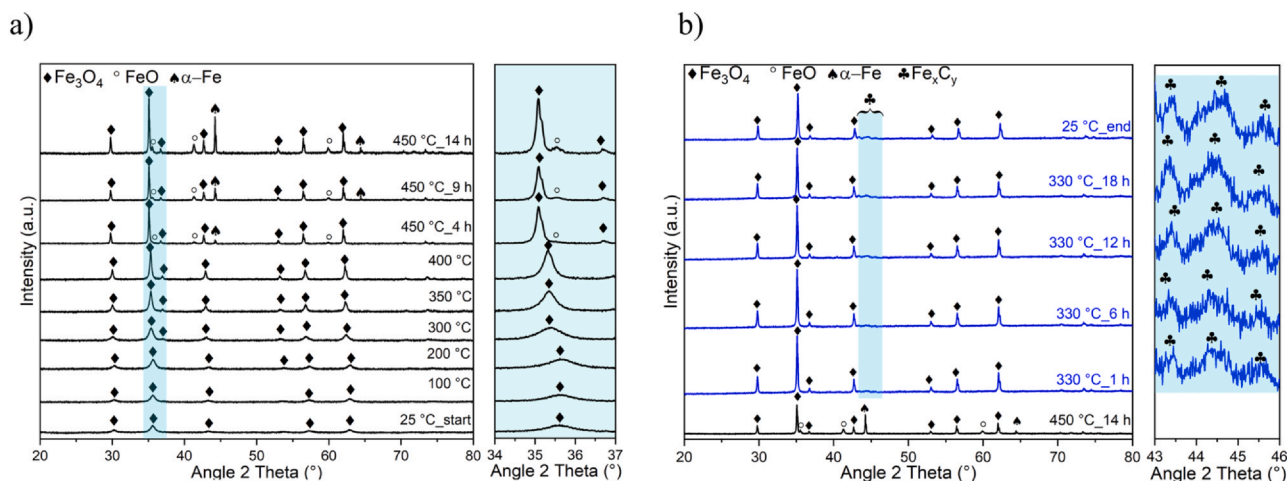 a)
◆ Fe₃O₄ ○ FeO ♠ α–Fe
450 °C_14 h
450 °C_9 h
450 °C_4 h
400 °C
350 °C
300 °C
200 °C
100 °C
25 °C_start
Intensity (a.u.)
20 30 40 50 60 70 80
Angle 2 Theta (°)
34 35 36 37
Angle 2 Theta (°)
b)
◆ Fe₃O₄ ○ FeO ♠ α–Fe ♣ FeₓCᵧ
25 °C_end
330 °C_18 h
330 °C_12 h
330 °C_6 h
330 °C_1 h
450 °C_14 h
Intensity (a.u.)
20 30 40 50 60 70 80
Angle 2 Theta (°)
43 44 45 46
Angle 2 Theta (°)